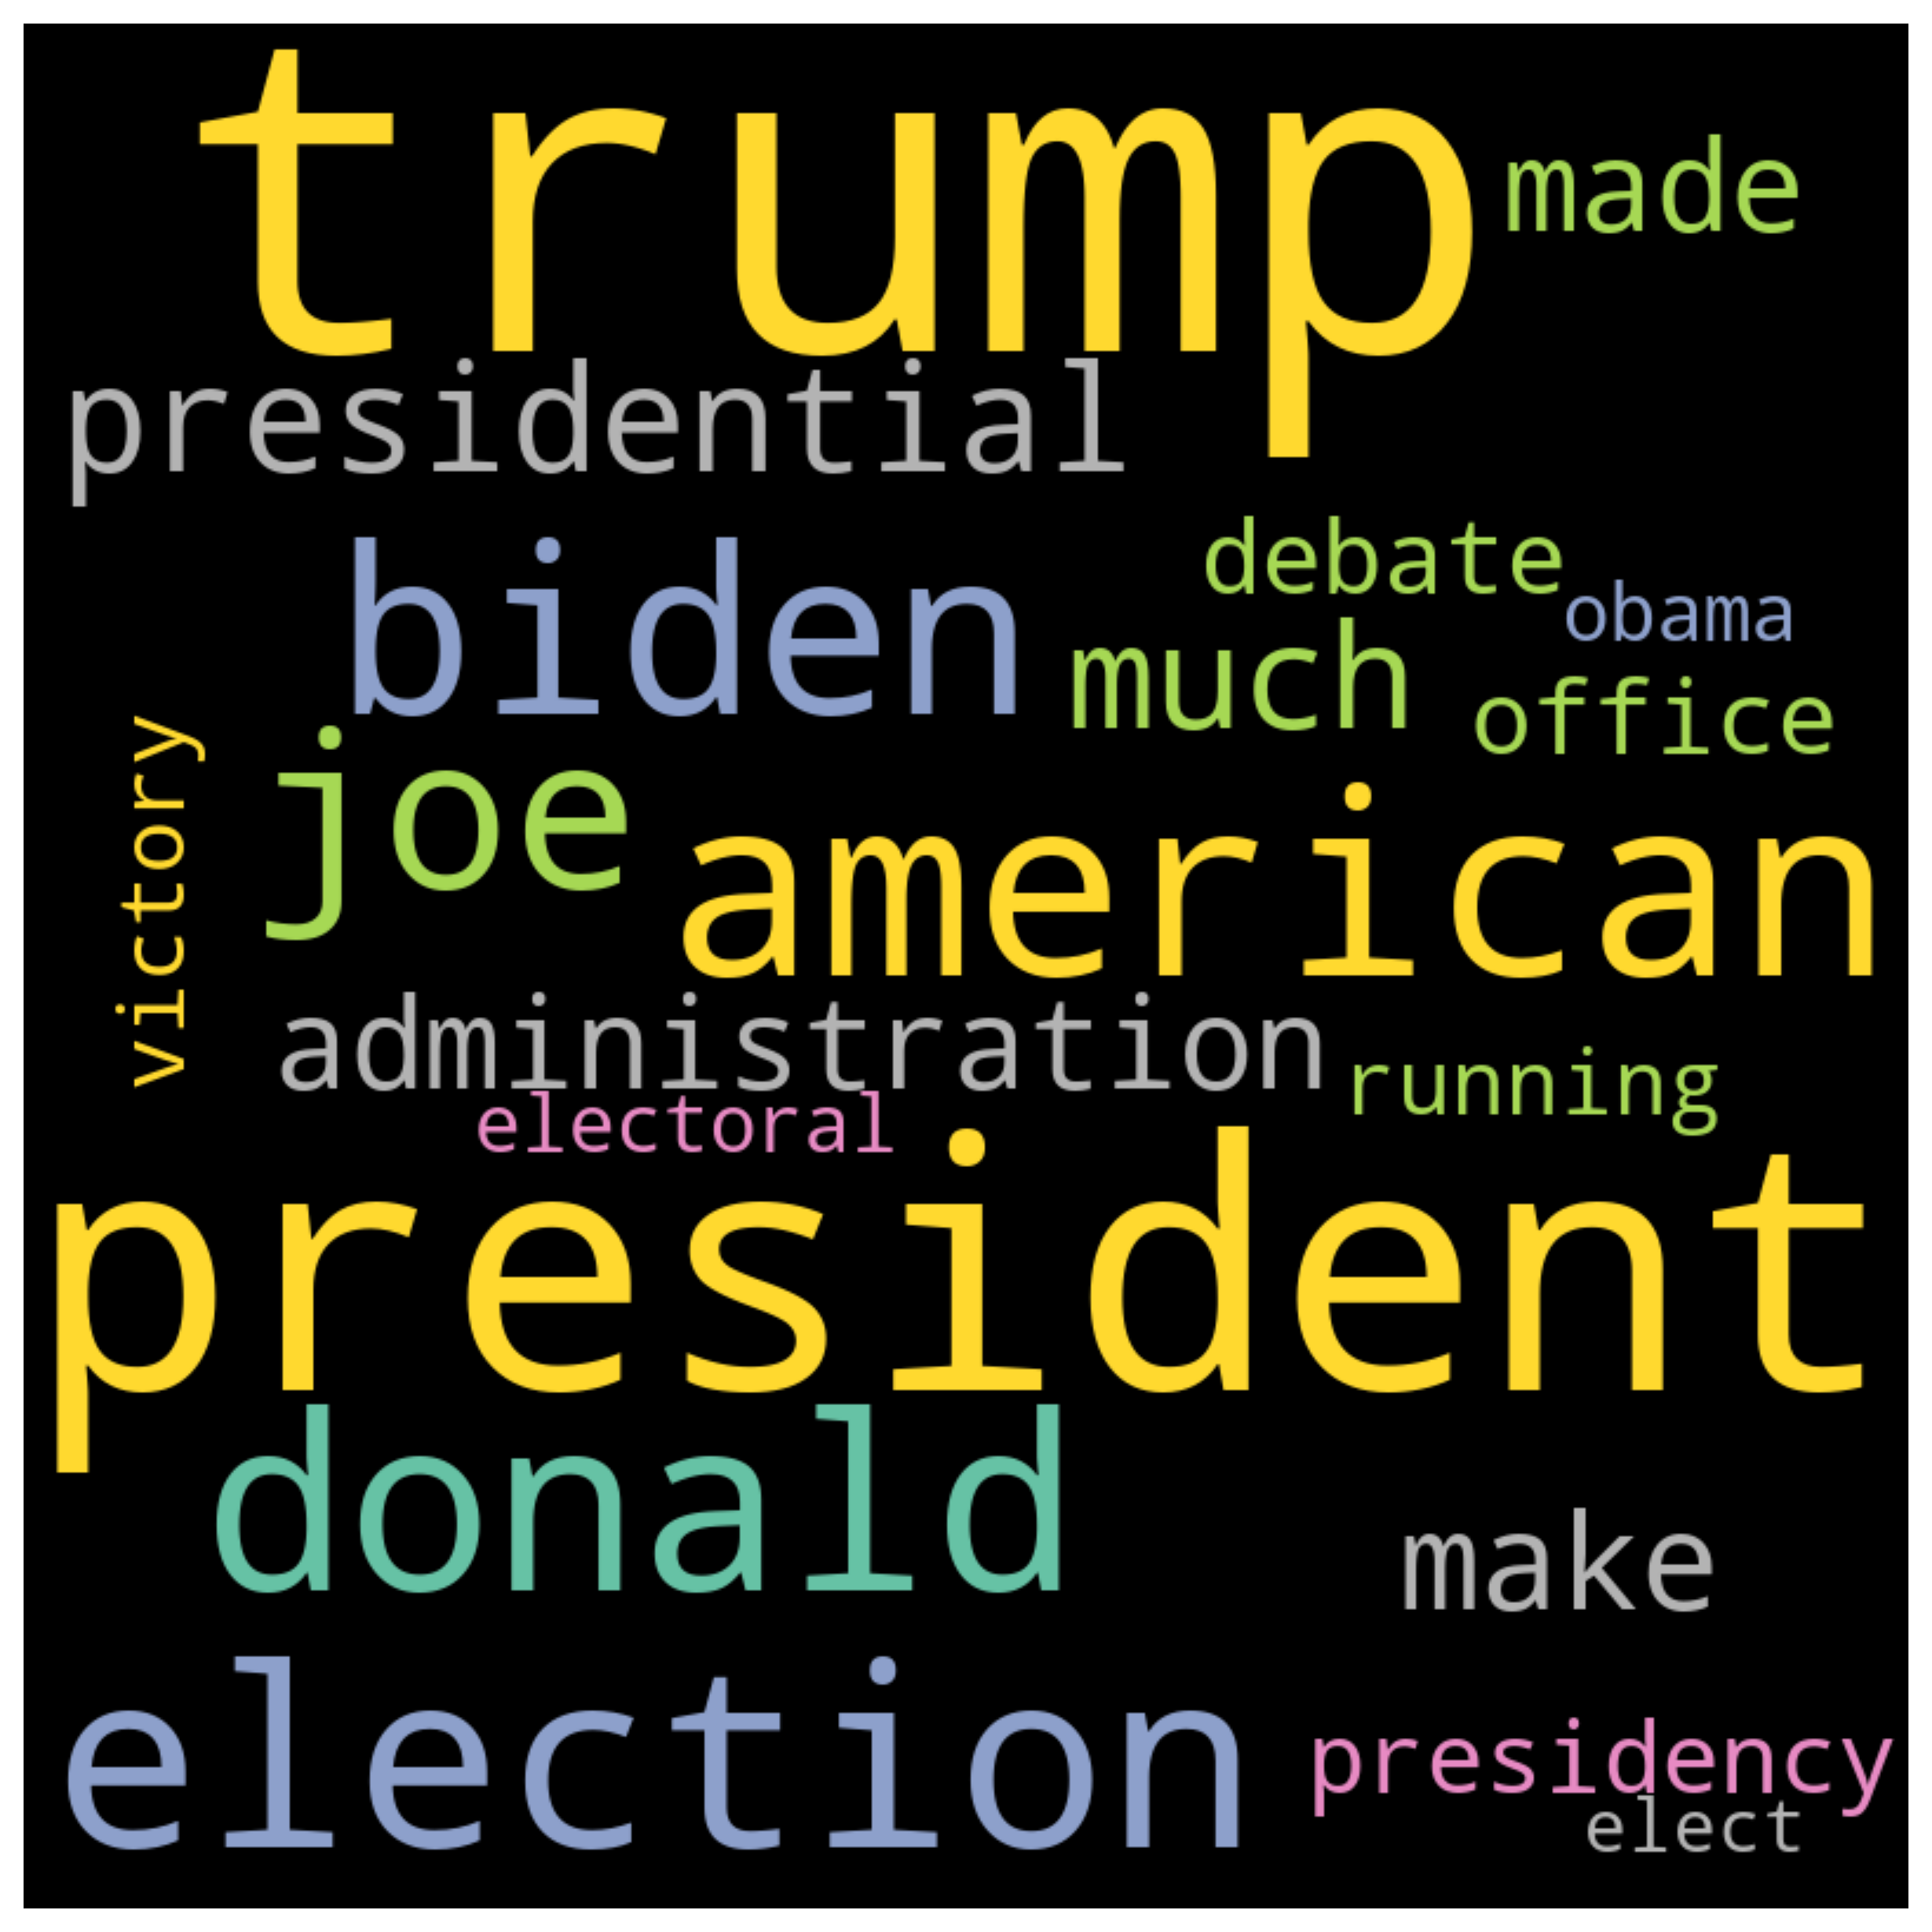 trump
made
presidential
debate
biden
obama
much
office
victory
joe
american
administration
running
electoral
president
donald
make
election
presidency
elect